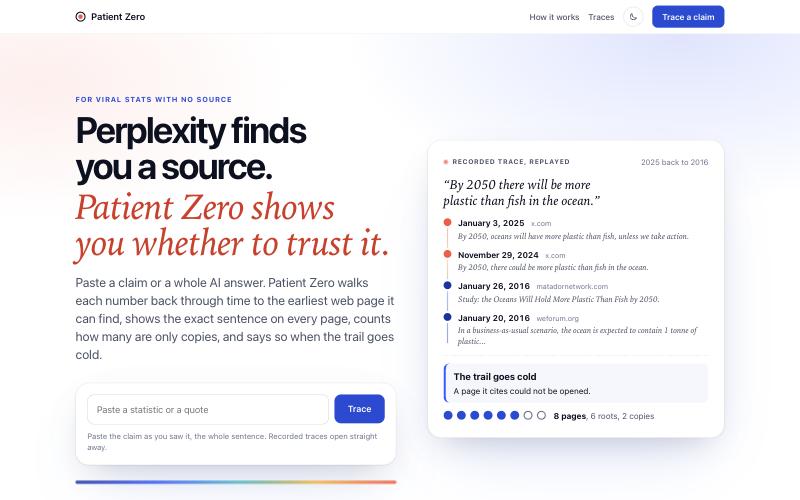 Patient Zero
How it works
Traces
Trace a claim
FOR VIRAL STATS WITH NO SOURCE
Perplexity finds
you a source.
Patient Zero shows
you whether to trust it.
Paste a claim or a whole AI answer. Patient Zero walks
each number back through time to the earliest web page it
can find, shows the exact sentence on every page, counts
how many are only copies, and says so when the trail goes
cold.
Paste a statistic or a quote
Trace
Paste the claim as you saw it, the whole sentence. Recorded traces open straight
away.
RECORDED TRACE, REPLAYED
2025 back to 2016
“By 2050 there will be more
plastic than fish in the ocean.”
January 3, 2025 x.com
By 2050, oceans will have more plastic than fish, unless we take action.
November 29, 2024 x.com
By 2050, there could be more plastic than fish in the ocean.
January 26, 2016 matadornetwork.com
Study: the Oceans Will Hold More Plastic Than Fish by 2050.
January 20, 2016 weforum.org
In a business-as-usual scenario, the ocean is expected to contain 1 tonne of
plastic…
The trail goes cold
A page it cites could not be opened.
8 pages, 6 roots, 2 copies